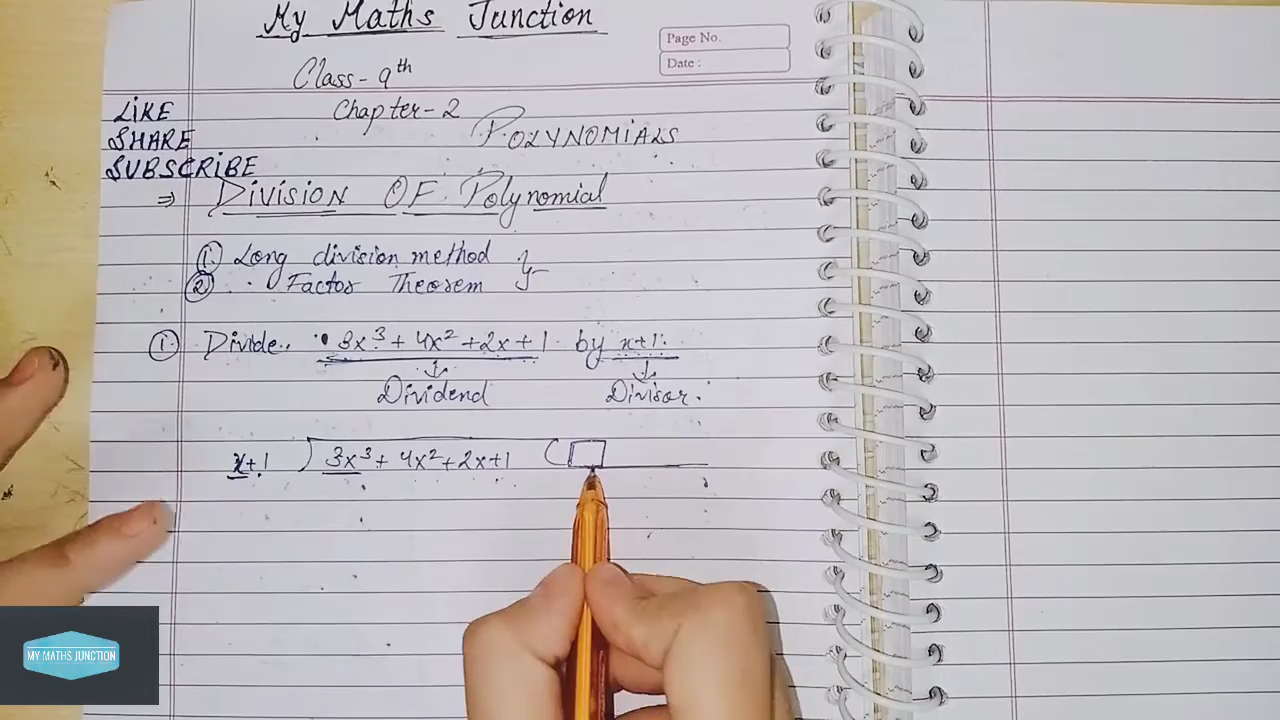 My Maths Junction
Page No.
Date :
Class - 9th
Chapter - 2
LIKE
SHARE
SUBSCRIBE
POLYNOMIALS
⇒ DIVISION OF Polynomial
① Long division method
② Factor Theorem
① Divide 3x³ + 4x² + 2x + 1 by x+1.
Dividend Divisor.
x+1 ) 3x³ + 4x² + 2x + 1 (
MY MATHS JUNCTION